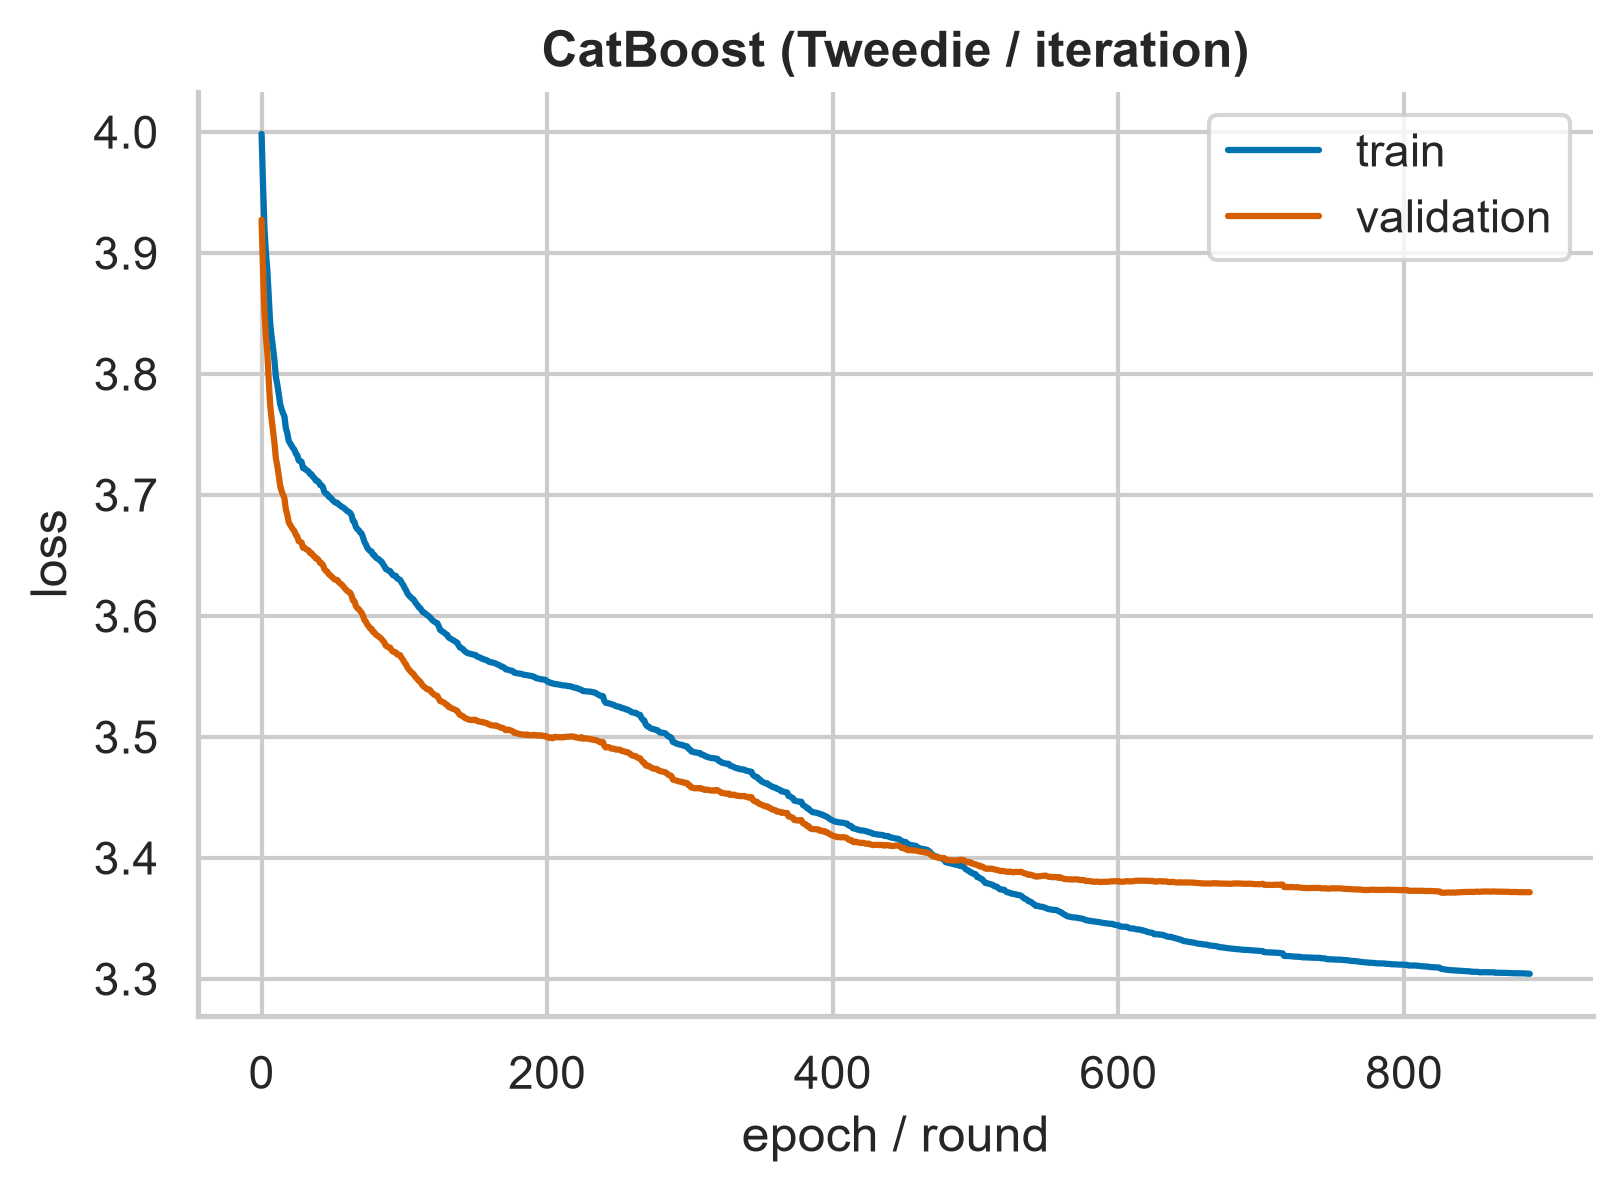 CatBoost (Tweedie / iteration)
train
validation
loss
4.0
3.9
3.8
3.7
3.6
3.5
3.4
3.3
0 200 400 600 800
epoch / round